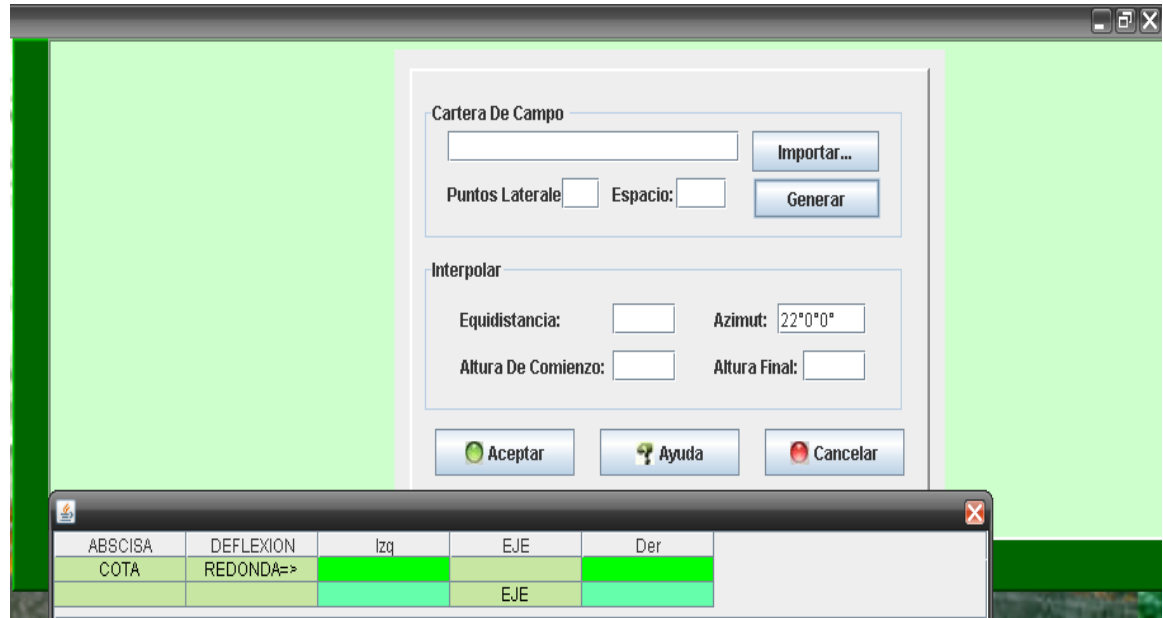 Cartera De Campo
Importar...
Puntos Laterale Espacio: Generar
Interpolar
Equidistancia: Azimut: 22°0'0"
Altura De Comienzo: Altura Final:
Aceptar Ayuda Cancelar
ABSCISA DEFLEXION Izq EJE Der
COTA REDONDA=>
EJE